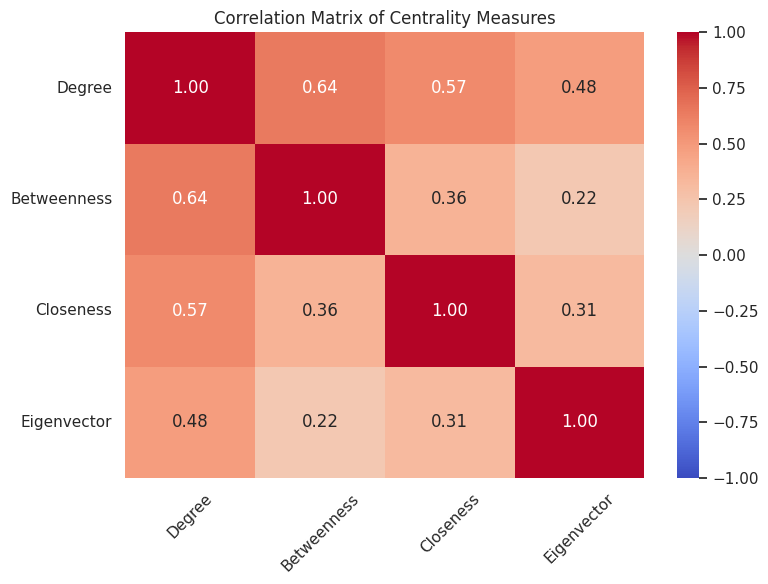 Correlation Matrix of Centrality Measures
Degree 1.00 0.64 0.57 0.48
Betweenness 0.64 1.00 0.36 0.22
Closeness 0.57 0.36 1.00 0.31
Eigenvector 0.48 0.22 0.31 1.00
Degree Betweenness Closeness Eigenvector
1.00
0.75
0.50
0.25
0.00
−0.25
−0.50
−0.75
−1.00